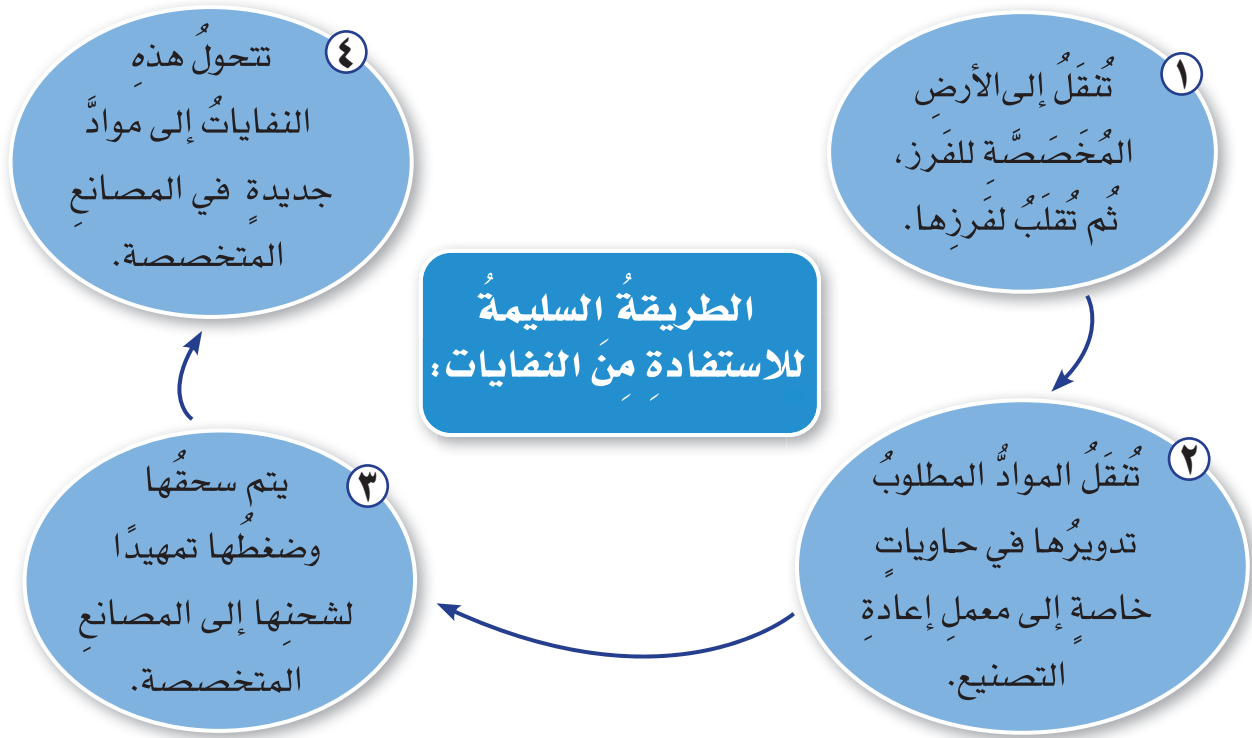 الطريقةُ السليمةُ
للاستفادةِ مِنَ النفايات:
١
تُنقَلُ إلى الأرضِ
المُخَصَصَّةِ للفَرز،
ثُم تُقلَبُ لفَرزِها.
٢
تُنقَلُ الموادُّ المطلوبُ
تدويرُها في حاوياتٍ
خاصةٍ إلى معملِ إعادةِ
التصنيع.
٣
يتم سحقُها
وضغطُها تمهيدًا
لشحنِها إلى المصانعِ
المتخصصة.
٤
تتحولُ هذهِ
النفاياتُ إلى موادَّ
جديدةٍ في المصانعِ
المتخصصة.